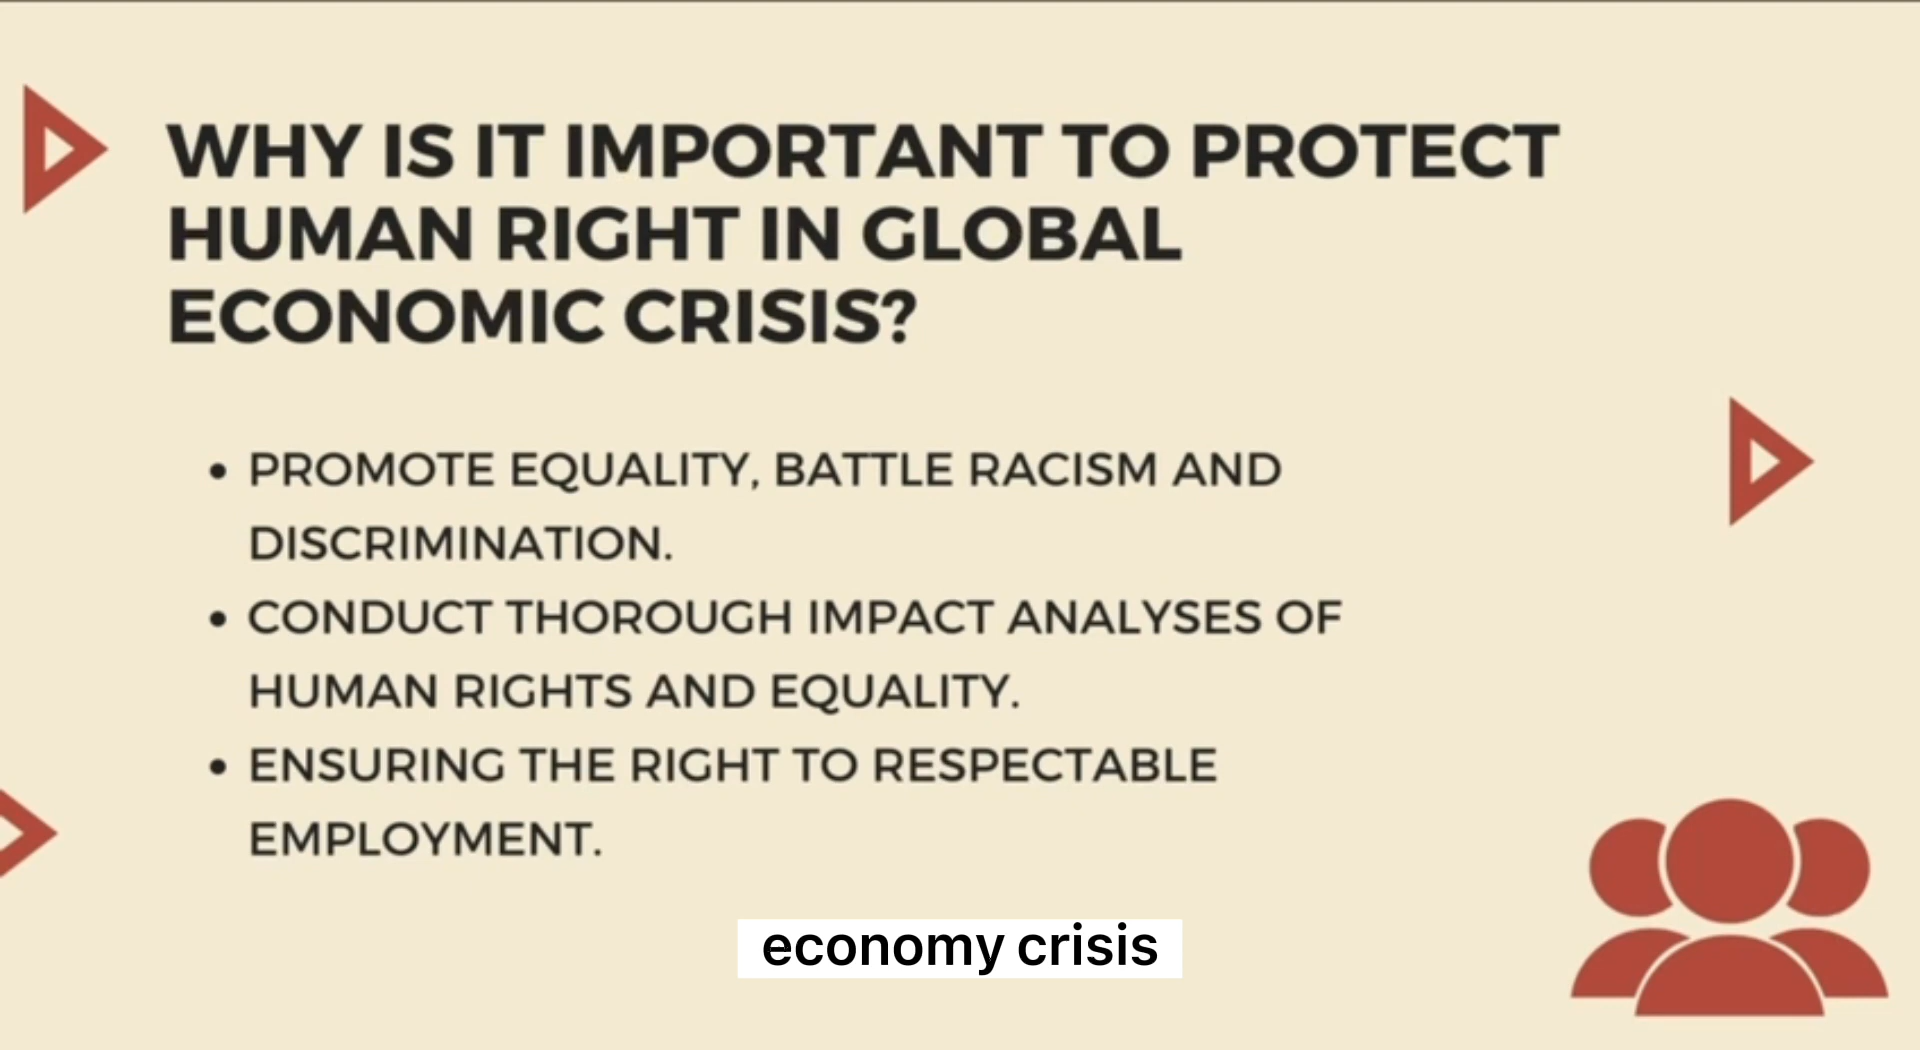 WHY IS IT IMPORTANT TO PROTECT
HUMAN RIGHT IN GLOBAL
ECONOMIC CRISIS?
• PROMOTE EQUALITY, BATTLE RACISM AND
DISCRIMINATION.
• CONDUCT THOROUGH IMPACT ANALYSES OF
HUMAN RIGHTS AND EQUALITY.
• ENSURING THE RIGHT TO RESPECTABLE
EMPLOYMENT.
economy crisis